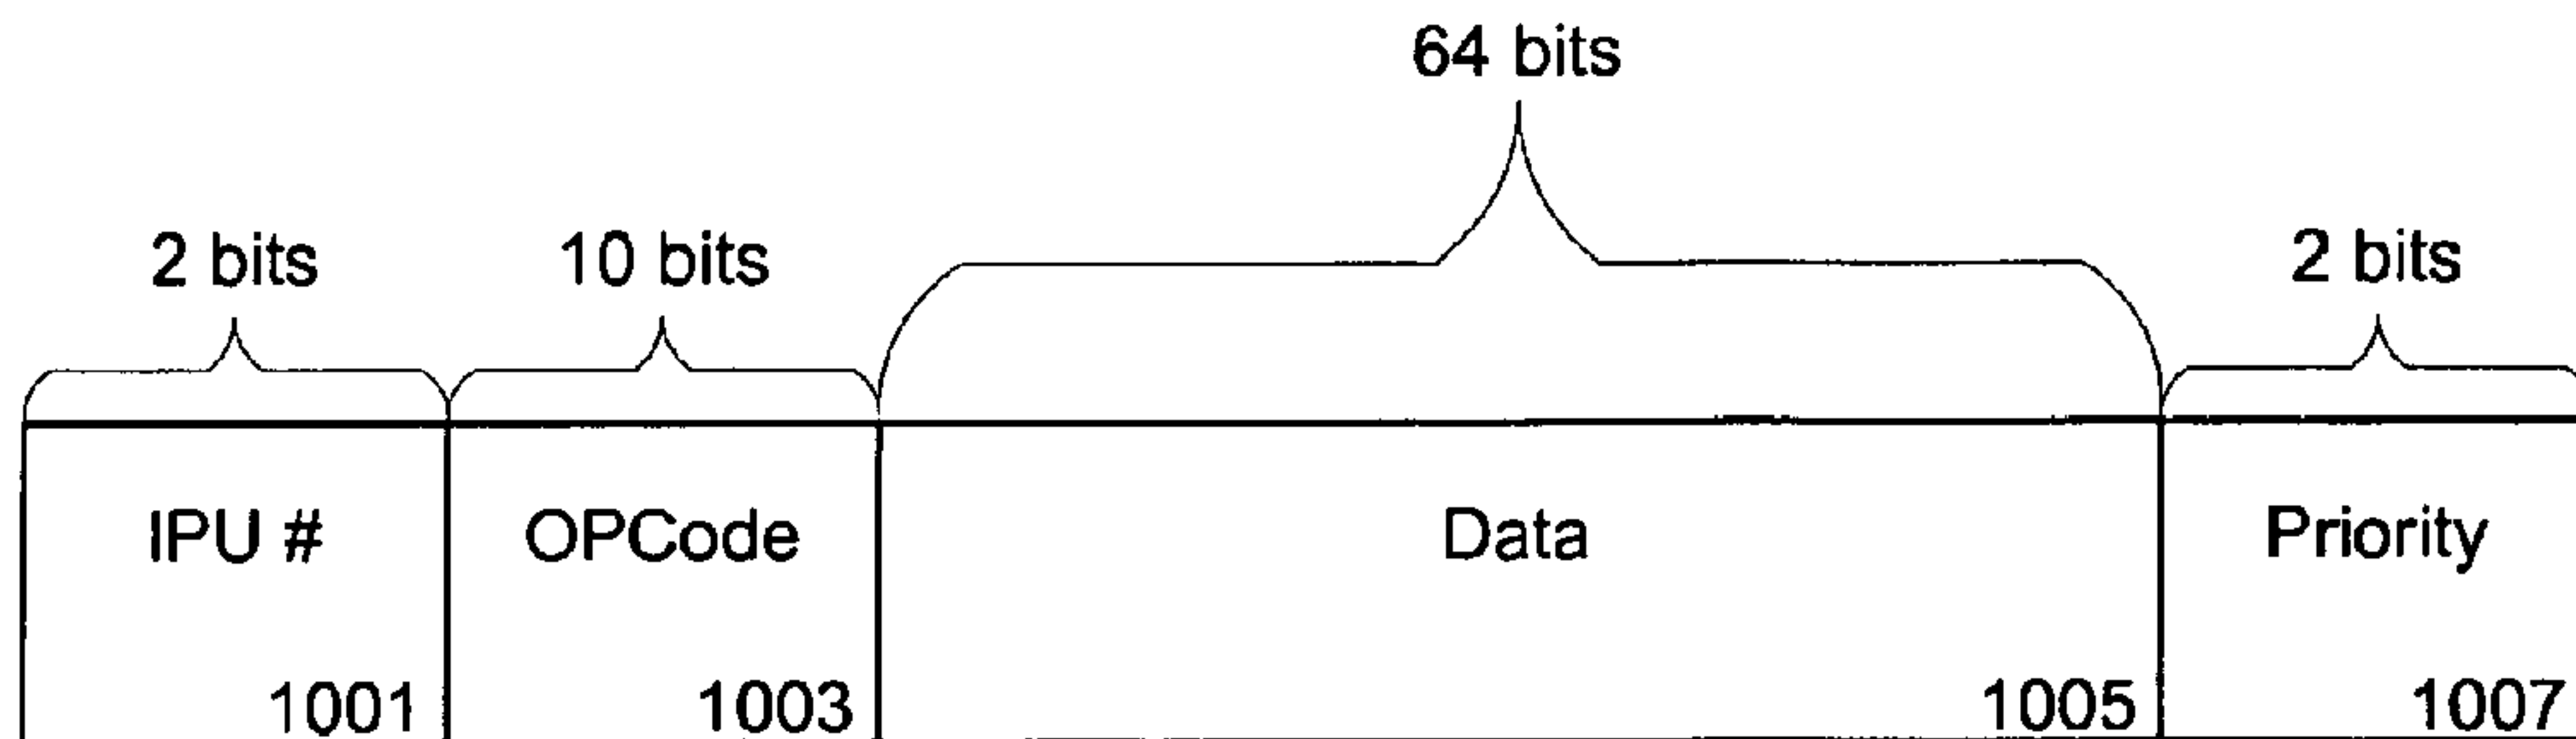 64 bits
2 bits
10 bits
2 bits
IPU #
OPCode
Data
Priority
1001
1003
1005
1007